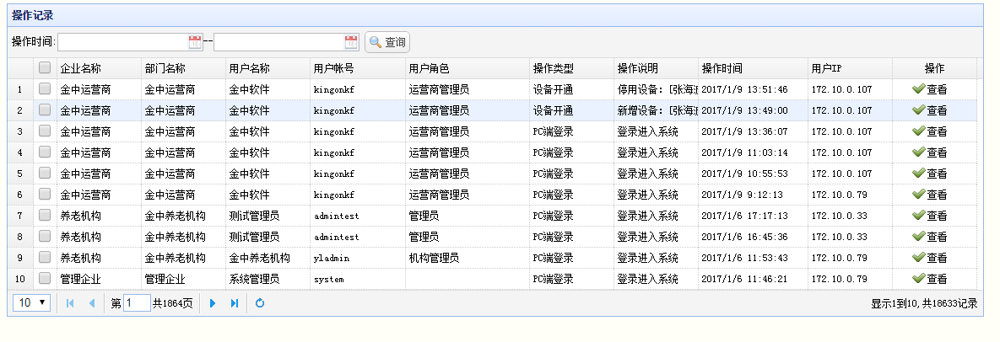 操作记录
操作时间: -- 查询
企业名称 部门名称 用户名称 用户帐号 用户角色 操作类型 操作说明 操作时间 用户IP 操作
1 金中运营商 金中运营商 金中软件 kingonkf 运营商管理员 设备开通 停用设备: [张海 2017/1/9 13:51:46 172.10.0.107 查看
2 金中运营商 金中运营商 金中软件 kingonkf 运营商管理员 设备开通 新增设备: [张海 2017/1/9 13:49:00 172.10.0.107 查看
3 金中运营商 金中运营商 金中软件 kingonkf 运营商管理员 PC端登录 登录进入系统 2017/1/9 13:36:07 172.10.0.107 查看
4 金中运营商 金中运营商 金中软件 kingonkf 运营商管理员 PC端登录 登录进入系统 2017/1/9 11:03:14 172.10.0.107 查看
5 金中运营商 金中运营商 金中软件 kingonkf 运营商管理员 PC端登录 登录进入系统 2017/1/9 10:55:53 172.10.0.107 查看
6 金中运营商 金中运营商 金中软件 kingonkf 运营商管理员 PC端登录 登录进入系统 2017/1/9 9:12:13 172.10.0.79 查看
7 养老机构 金中养老机构 测试管理员 admintest 管理员 PC端登录 登录进入系统 2017/1/6 17:17:13 172.10.0.33 查看
8 养老机构 金中养老机构 测试管理员 admintest 管理员 PC端登录 登录进入系统 2017/1/6 16:45:36 172.10.0.33 查看
9 养老机构 金中养老机构 金中养老机构 yladmin 机构管理员 PC端登录 登录进入系统 2017/1/6 11:53:43 172.10.0.79 查看
10 管理企业 管理企业 系统管理员 system PC端登录 登录进入系统 2017/1/6 11:46:21 172.10.0.79 查看
10 第 1 共1864页 显示1到10, 共18633记录